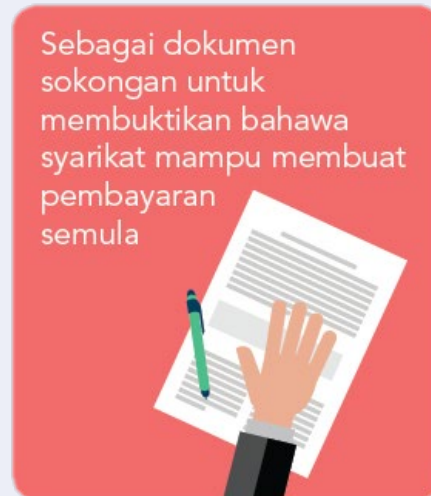 Sebagai dokumen
sokongan untuk
membuktikan bahawa
syarikat mampu membuat
pembayaran
semula